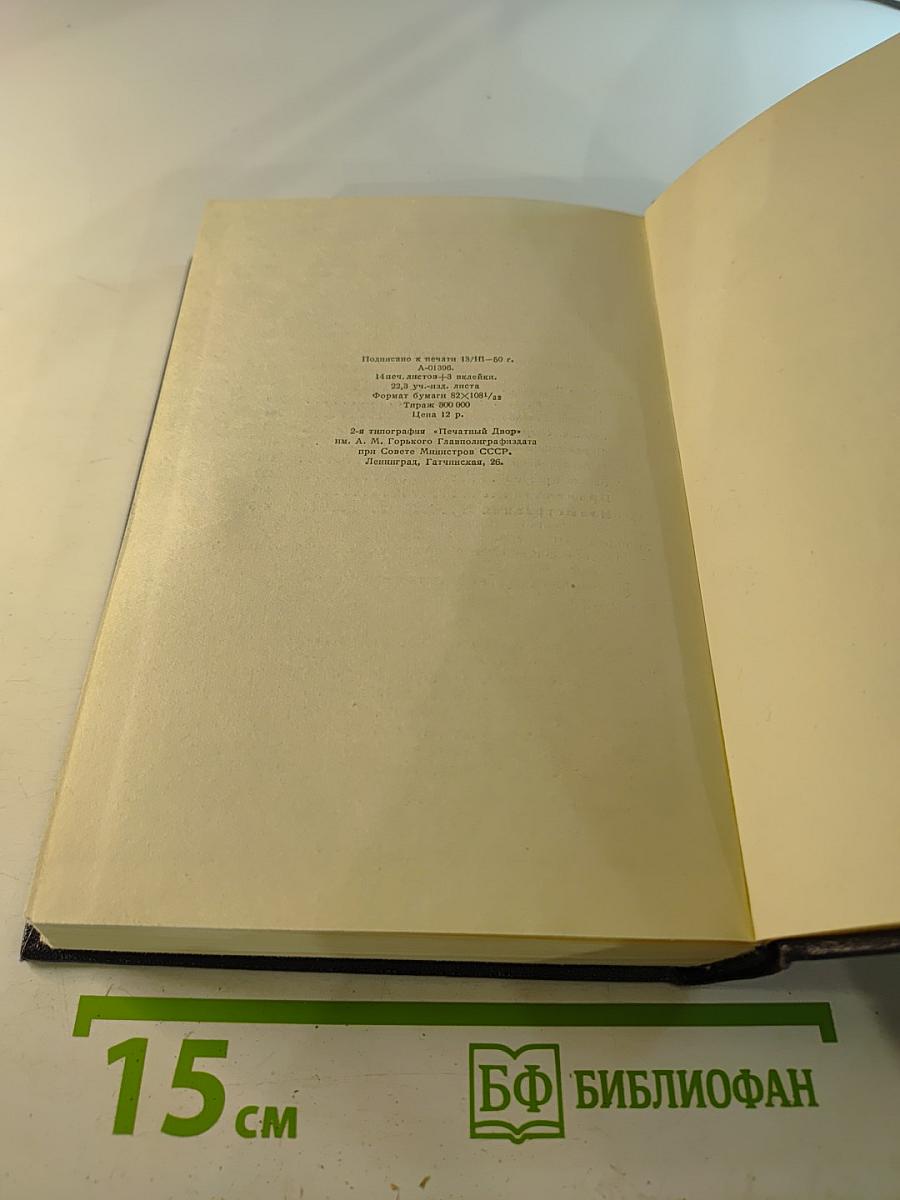 Подписано к печати 13/III—50 г.
А-01396.
14 печ. листов+3 вклейки.
22,3 уч.-изд. листа
Формат бумаги 82×108¹/₃₂
Тираж 300 000
Цена 12 р.
2-я типография «Печатный Двор»
им. А. М. Горького Главполиграфиздата
при Совете Министров СССР.
Ленинград, Гатчинская, 26.
15 см
БФ БИБЛИОФАН